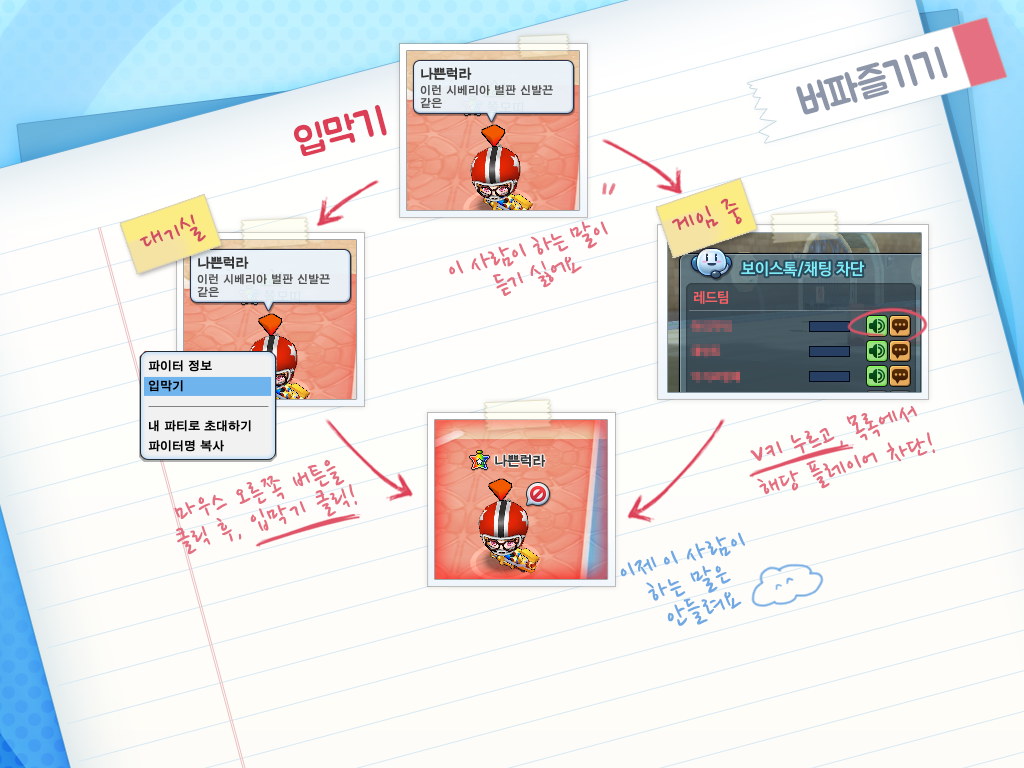 버파즐기기
입막기
나쁜럭라
이런 시베리아 벌판 신발끈
같은
이 사람이 하는 말이
듣기 싫어요
대기실
나쁜럭라
이런 시베리아 벌판 신발끈
같은
파이터 정보
입막기
내 파티로 초대하기
파이터명 복사
마우스 오른쪽 버튼을
클릭 후, 입막기 클릭!
게임 중
보이스톡/채팅 차단
레드팀
V키 누르고, 목록에서
해당 플레이어 차단!
나쁜럭라
이제 이 사람이
하는 말은
안들려요